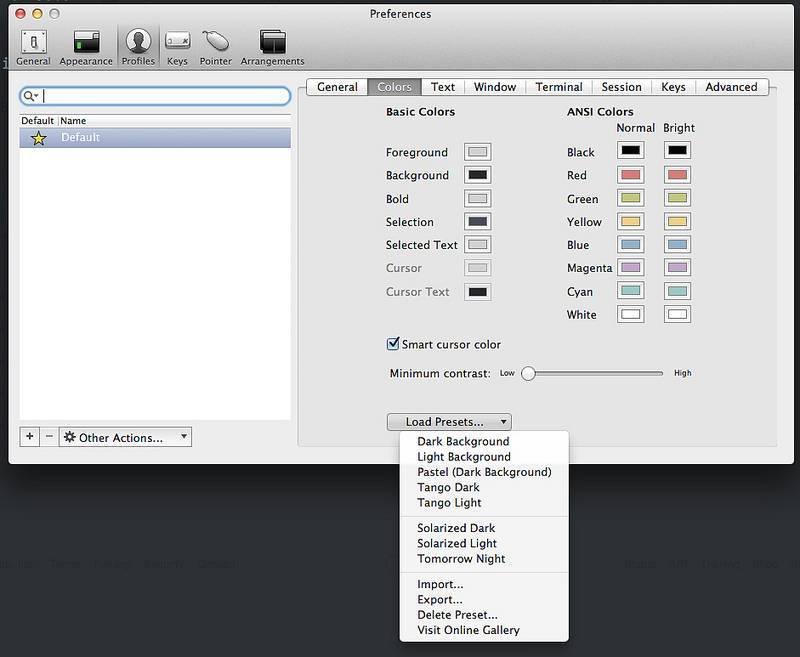 Preferences
General Appearance Profiles Keys Pointer Arrangements
General Colors Text Window Terminal Session Keys Advanced
Default Name
Default
Other Actions...
Basic Colors
Foreground
Background
Bold
Selection
Selected Text
Cursor
Cursor Text
ANSI Colors
Normal Bright
Black
Red
Green
Yellow
Blue
Magenta
Cyan
White
Smart cursor color
Minimum contrast: Low High
Load Presets...
Dark Background
Light Background
Pastel (Dark Background)
Tango Dark
Tango Light
Solarized Dark
Solarized Light
Tomorrow Night
Import...
Export...
Delete Preset...
Visit Online Gallery